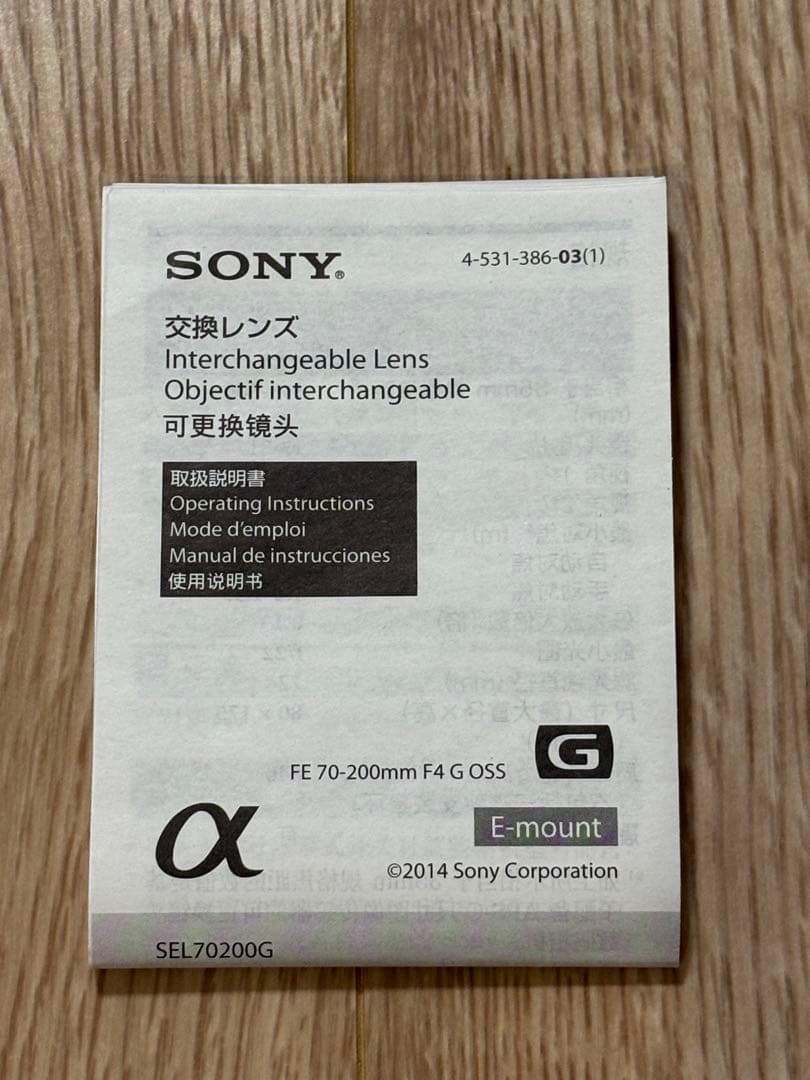 SONY®
4-531-386-03(1)
交換レンズ
Interchangeable Lens
Objectif interchangeable
可更换镜头
取扱説明書
Operating Instructions
Mode d'emploi
Manual de instrucciones
使用说明书
G
FE 70-200mm F4 G OSS
α
E-mount
©2014 Sony Corporation
SEL70200G